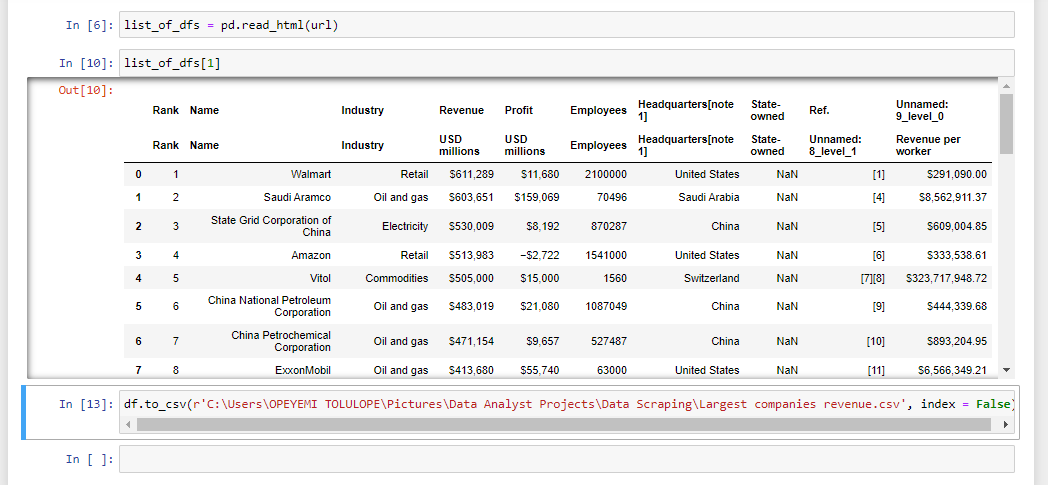 In [6]: list_of_dfs = pd.read_html(url)
In [10]: list_of_dfs[1]
Out[10]:
Rank Name Industry Revenue Profit Employees Headquarters[note 1] State-owned Ref. Unnamed: 9_level_0
Rank Name Industry USD millions USD millions Employees Headquarters[note 1] State-owned Unnamed: 8_level_1 Revenue per worker
0 1 Walmart Retail $611,289 $11,680 2100000 United States NaN [1] $291,090.00
1 2 Saudi Aramco Oil and gas $603,651 $159,069 70496 Saudi Arabia NaN [4] $8,562,911.37
2 3 State Grid Corporation of China Electricity $530,009 $8,192 870287 China NaN [5] $609,004.85
3 4 Amazon Retail $513,983 −$2,722 1541000 United States NaN [6] $333,538.61
4 5 Vitol Commodities $505,000 $15,000 1560 Switzerland NaN [7][8] $323,717,948.72
5 6 China National Petroleum Corporation Oil and gas $483,019 $21,080 1087049 China NaN [9] $444,339.68
6 7 China Petrochemical Corporation Oil and gas $471,154 $9,657 527487 China NaN [10] $893,204.95
7 8 ExxonMobil Oil and gas $413,680 $55,740 63000 United States NaN [11] $6,566,349.21
In [13]: df.to_csv(r'C:\Users\OPEYEMI TOLULOPE\Pictures\Data Analyst Projects\Data Scraping\Largest companies revenue.csv', index = False)
In [ ]: